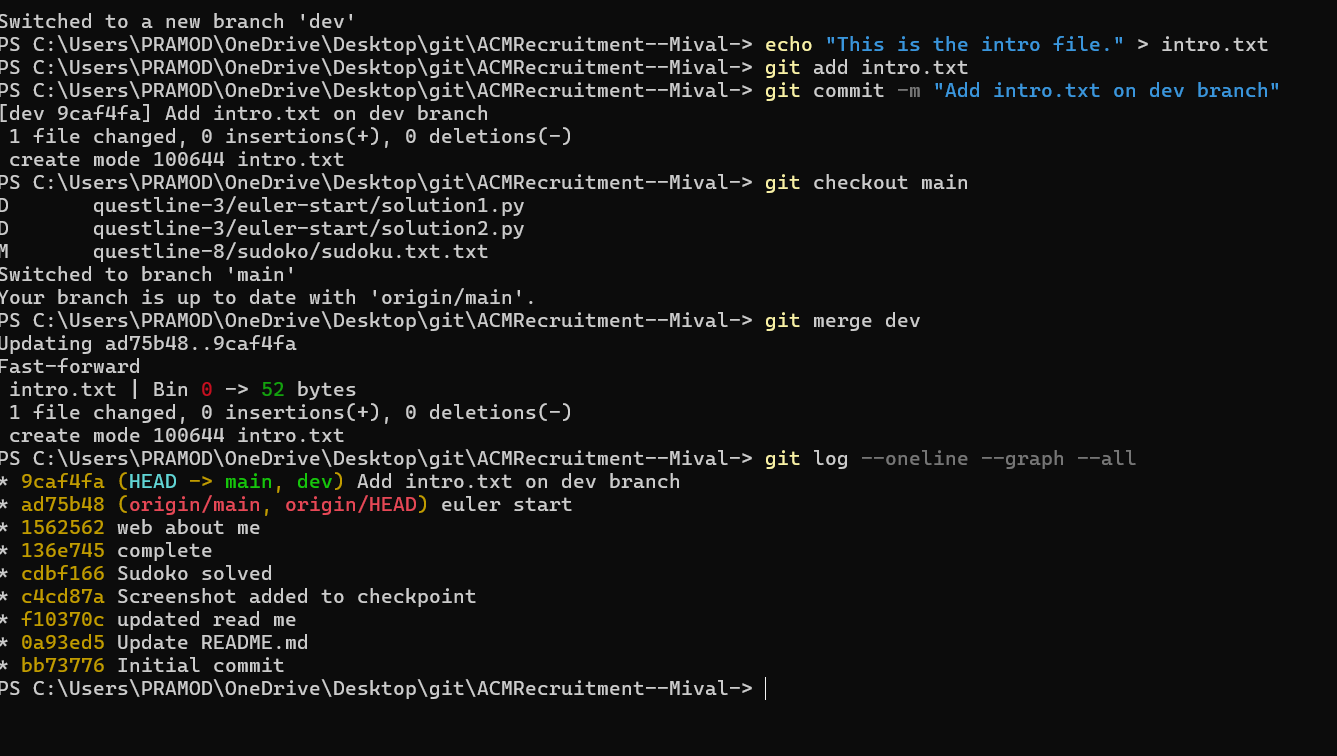 Switched to a new branch 'dev'
PS C:\Users\PRAMOD\OneDrive\Desktop\git\ACMRecruitment--Mival-> echo "This is the intro file." > intro.txt
PS C:\Users\PRAMOD\OneDrive\Desktop\git\ACMRecruitment--Mival-> git add intro.txt
PS C:\Users\PRAMOD\OneDrive\Desktop\git\ACMRecruitment--Mival-> git commit -m "Add intro.txt on dev branch"
[dev 9caf4fa] Add intro.txt on dev branch
 1 file changed, 0 insertions(+), 0 deletions(-)
 create mode 100644 intro.txt
PS C:\Users\PRAMOD\OneDrive\Desktop\git\ACMRecruitment--Mival-> git checkout main
D       questline-3/euler-start/solution1.py
D       questline-3/euler-start/solution2.py
M       questline-8/sudoko/sudoku.txt.txt
Switched to branch 'main'
Your branch is up to date with 'origin/main'.
PS C:\Users\PRAMOD\OneDrive\Desktop\git\ACMRecruitment--Mival-> git merge dev
Updating ad75b48..9caf4fa
Fast-forward
 intro.txt | Bin 0 -> 52 bytes
 1 file changed, 0 insertions(+), 0 deletions(-)
 create mode 100644 intro.txt
PS C:\Users\PRAMOD\OneDrive\Desktop\git\ACMRecruitment--Mival-> git log --oneline --graph --all
* 9caf4fa (HEAD -> main, dev) Add intro.txt on dev branch
* ad75b48 (origin/main, origin/HEAD) euler start
* 1562562 web about me
* 136e745 complete
* cdbf166 Sudoko solved
* c4cd87a Screenshot added to checkpoint
* f10370c updated read me
* 0a93ed5 Update README.md
* bb73776 Initial commit
PS C:\Users\PRAMOD\OneDrive\Desktop\git\ACMRecruitment--Mival->